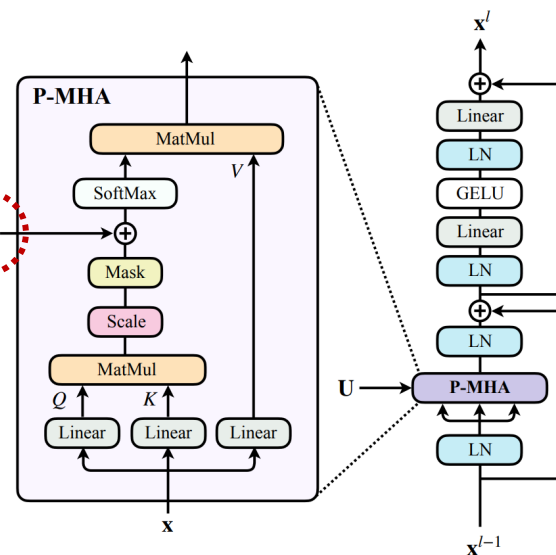 P-MHA
MatMul
V
SoftMax
Mask
Scale
MatMul
Q
K
Linear
Linear
Linear
x
x^l
Linear
LN
GELU
Linear
LN
LN
U
P-MHA
LN
x^{l−1}